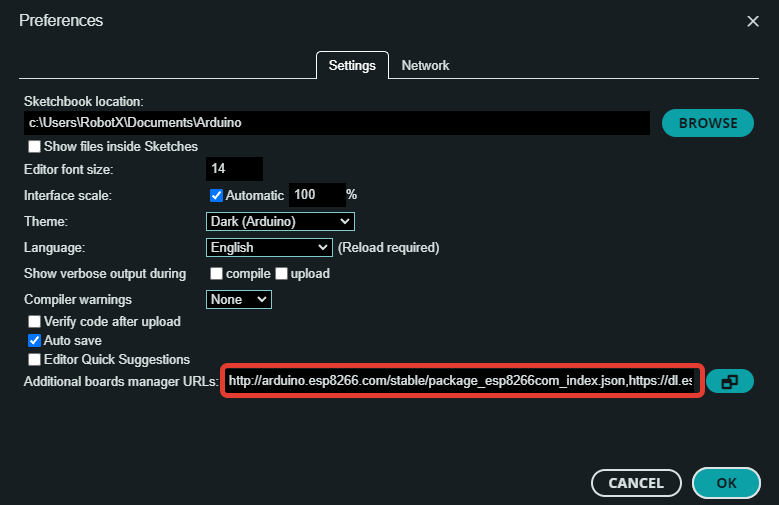 Preferences
Settings Network
Sketchbook location:
c:\Users\RobotX\Documents\Arduino BROWSE
Show files inside Sketches
Editor font size: 14
Interface scale: Automatic 100 %
Theme: Dark (Arduino)
Language: English (Reload required)
Show verbose output during compile upload
Compiler warnings None
Verify code after upload
Auto save
Editor Quick Suggestions
Additional boards manager URLs: http://arduino.esp8266.com/stable/package_esp8266com_index.json,https://dl.es
CANCEL OK